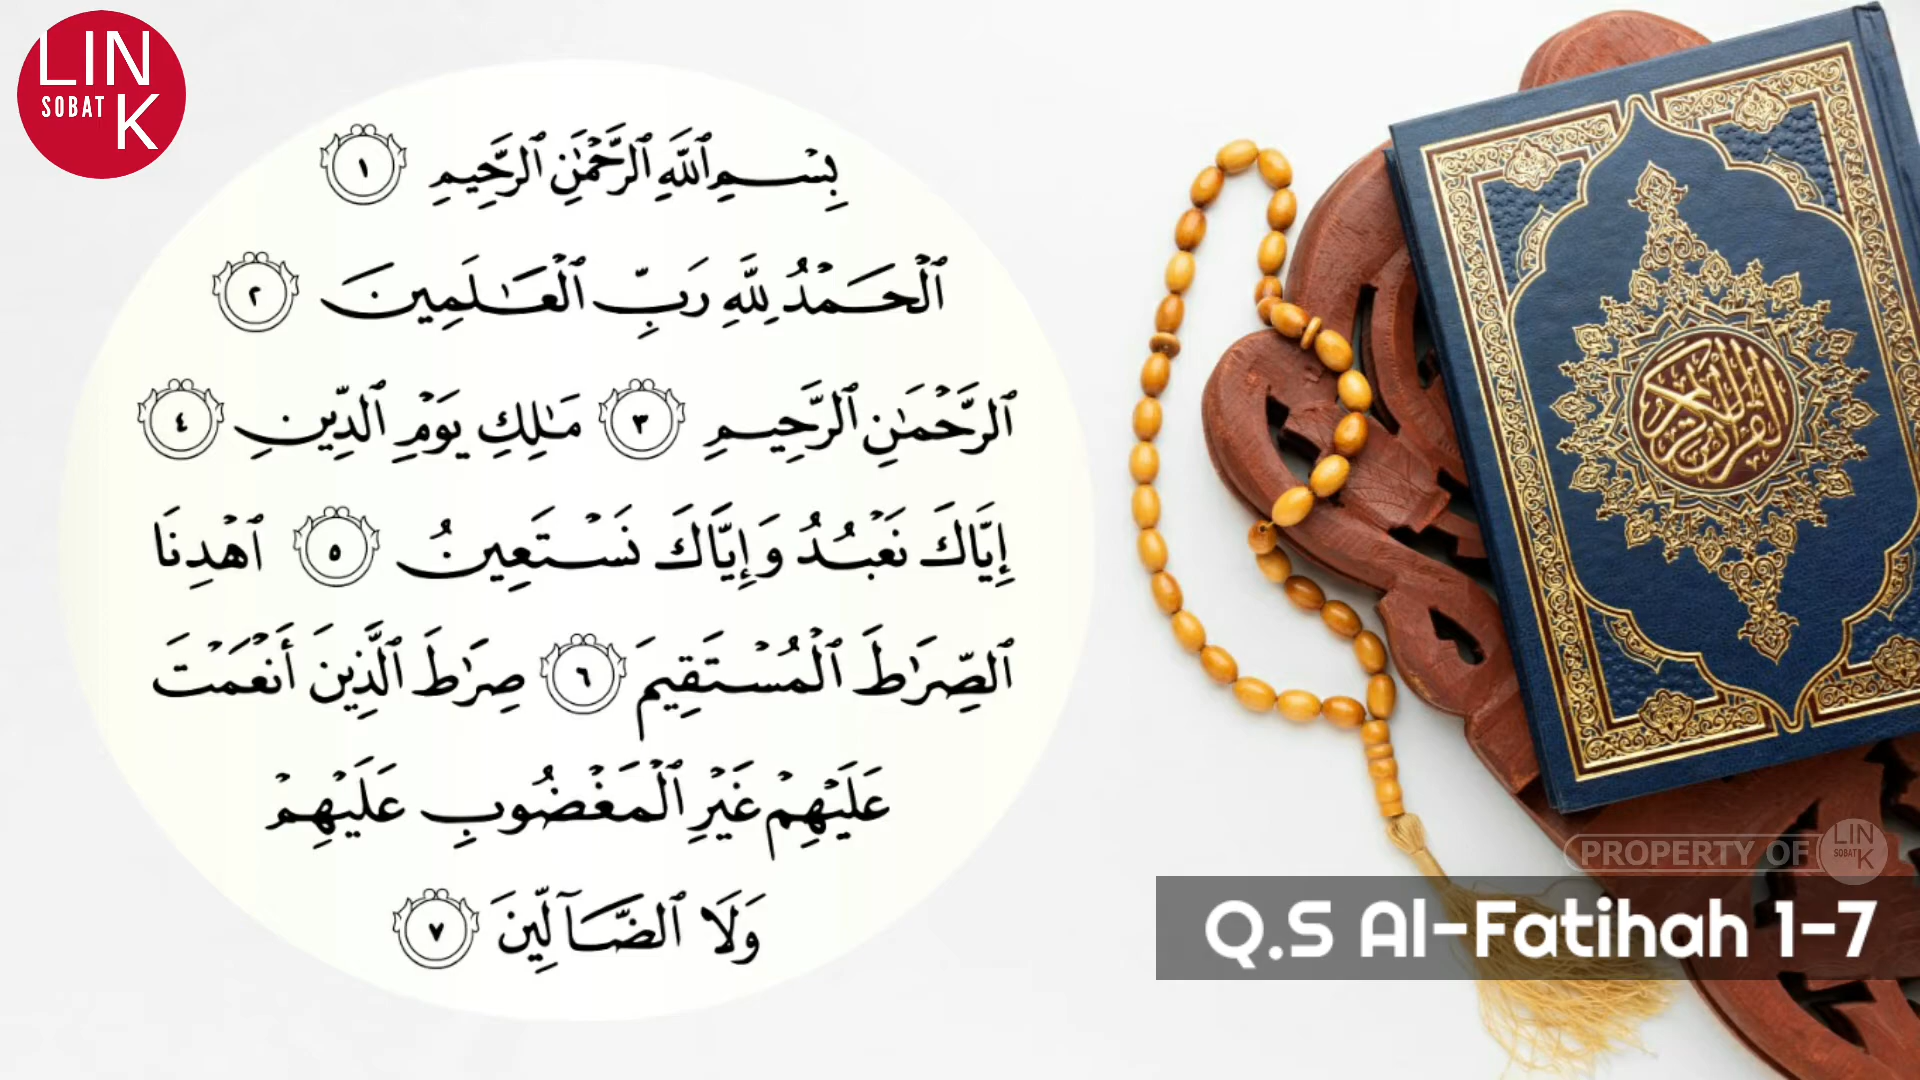 LIN
SOBAT K
بِسْمِ ٱللَّهِ ٱلرَّحْمَٰنِ ٱلرَّحِيمِ ١
ٱلْحَمْدُ لِلَّهِ رَبِّ ٱلْعَٰلَمِينَ ٢
ٱلرَّحْمَٰنِ ٱلرَّحِيمِ ٣ مَٰلِكِ يَوْمِ ٱلدِّينِ ٤
إِيَّاكَ نَعْبُدُ وَإِيَّاكَ نَسْتَعِينُ ٥ ٱهْدِنَا
ٱلصِّرَٰطَ ٱلْمُسْتَقِيمَ ٦ صِرَٰطَ ٱلَّذِينَ أَنْعَمْتَ
عَلَيْهِمْ غَيْرِ ٱلْمَغْضُوبِ عَلَيْهِمْ
وَلَا ٱلضَّآلِّينَ ٧
القرآن الكريم
PROPERTY OF LIN SOBAT K
Q.S Al-Fatihah 1-7